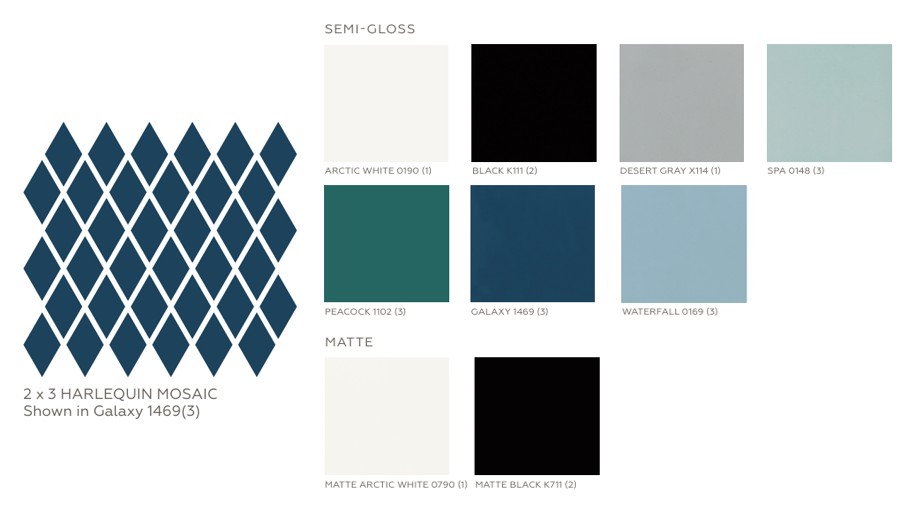 SEMI-GLOSS
ARCTIC WHITE 0190 (1)
BLACK K111 (2)
DESERT GRAY X114 (1)
SPA 0148 (3)
PEACOCK 1102 (3)
GALAXY 1469 (3)
WATERFALL 0169 (3)
MATTE
2 x 3 HARLEQUIN MOSAIC
Shown in Galaxy 1469(3)
MATTE ARCTIC WHITE 0790 (1)
MATTE BLACK K711 (2)